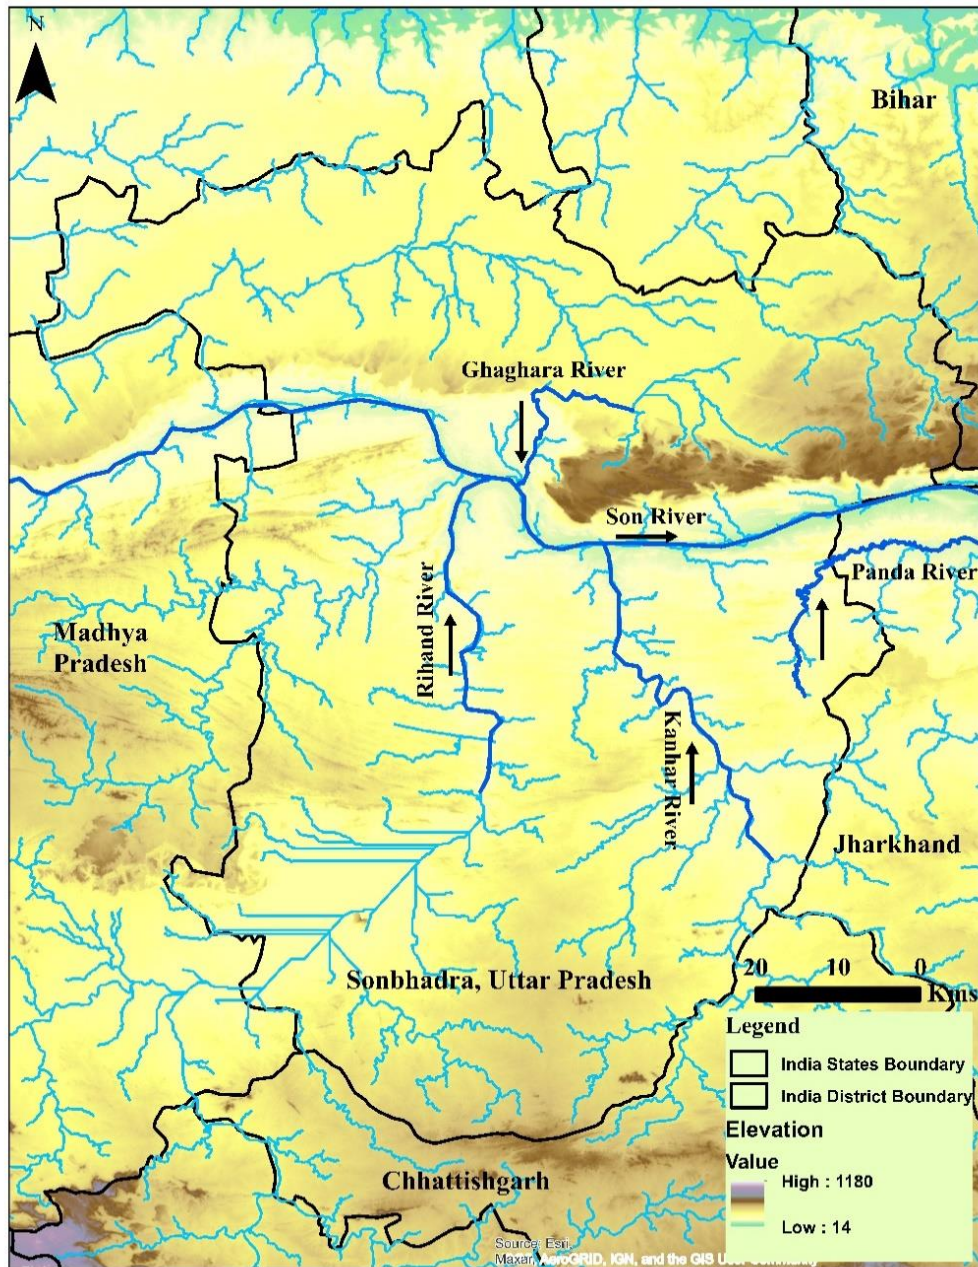 N
Bihar
Ghaghara River
Son River
Panda River
Rihand River
Madhya
Pradesh
Kanhar River
Jharkhand
Sonbhadra, Uttar Pradesh
20 10 0
Kms
Legend
India States Boundary
India District Boundary
Elevation
Value
High : 1180
Low : 14
Chhattishgarh
Source: Esri,
Maxar, AeroGRID, IGN, and the GIS User Community